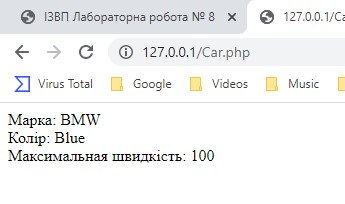 ІЗВП Лабораторна робота № 8
127.0.0.1/Ca
127.0.0.1/Car.php
Virus Total
Google
Videos
Music
Марка: BMW
Колір: Blue
Максимальная швидкість: 100